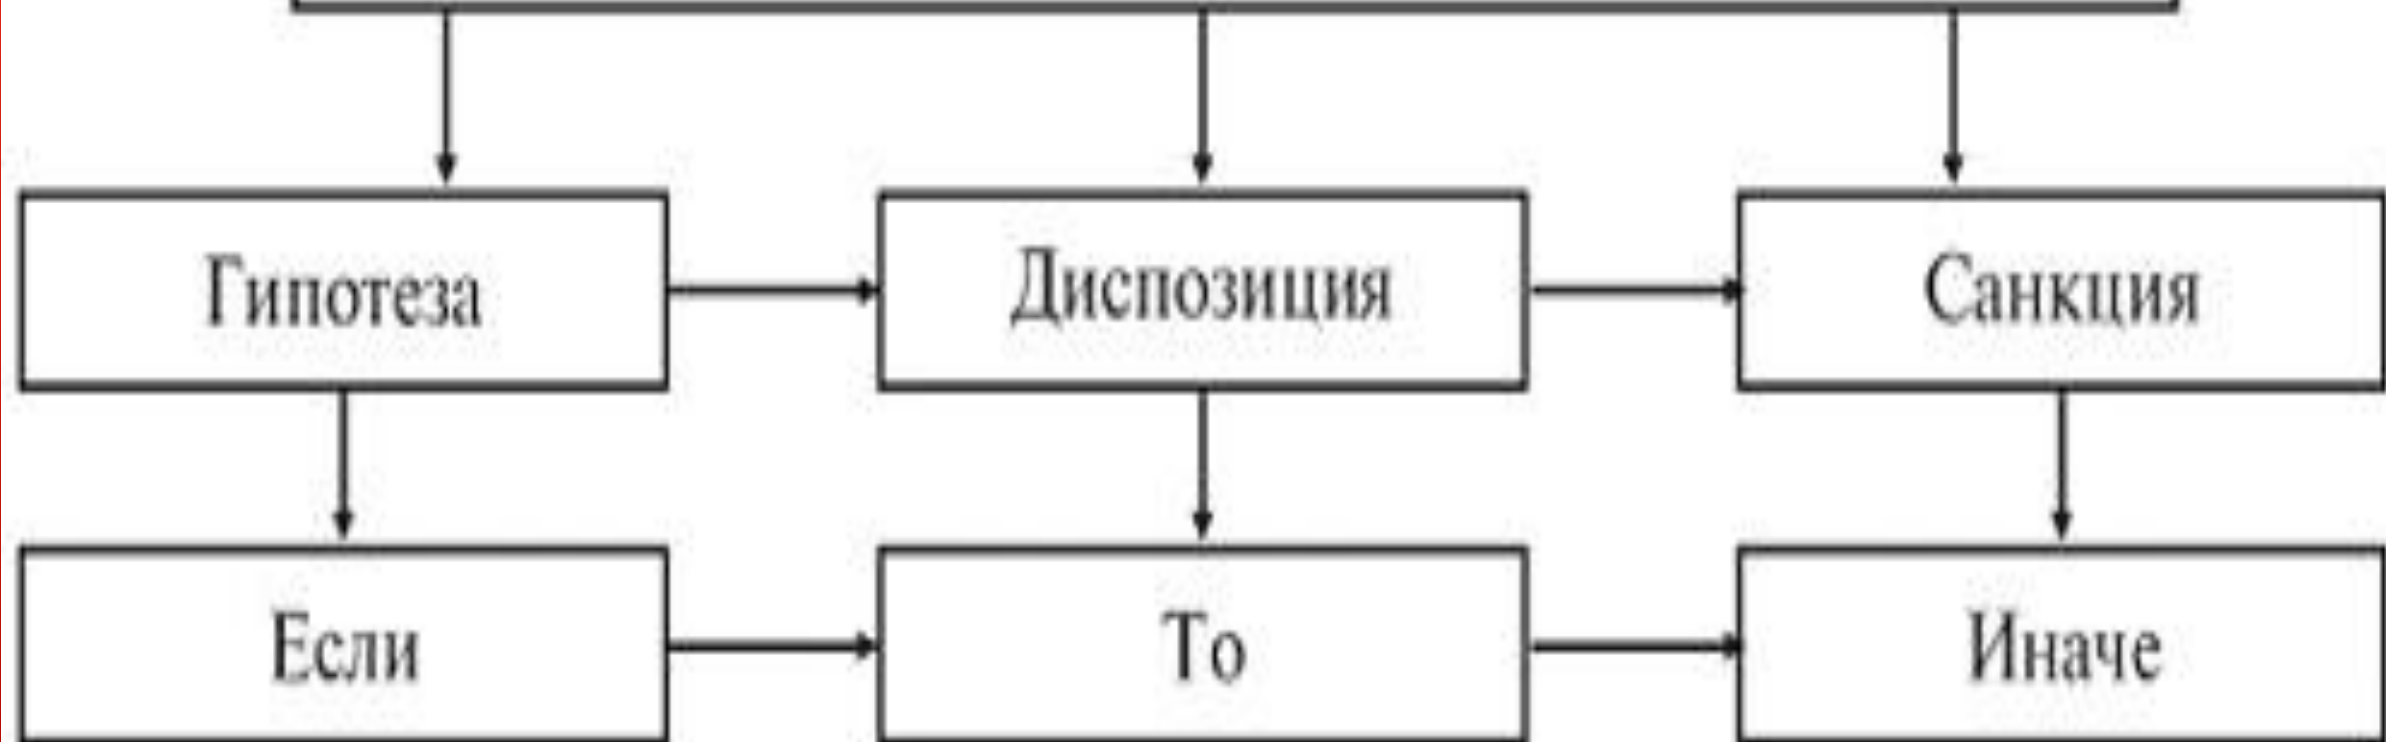 Гипотеза
Диспозиция
Санкция
Если
То
Иначе